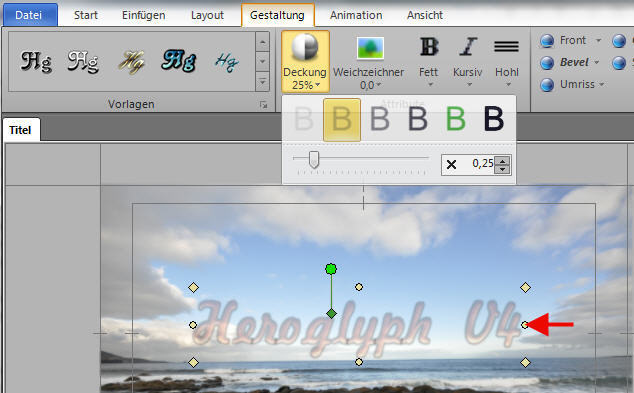 Datei Start Einfügen Layout Gestaltung Animation Ansicht
Hg Hg Hg Hg Hg
Deckung 25% Weichzeichner 0,0 Fett Kursiv Hohl
Front
Bevel
Umriss
Vorlagen
Attribute
B B B B B B
0,25
Titel
Heroglyph V4